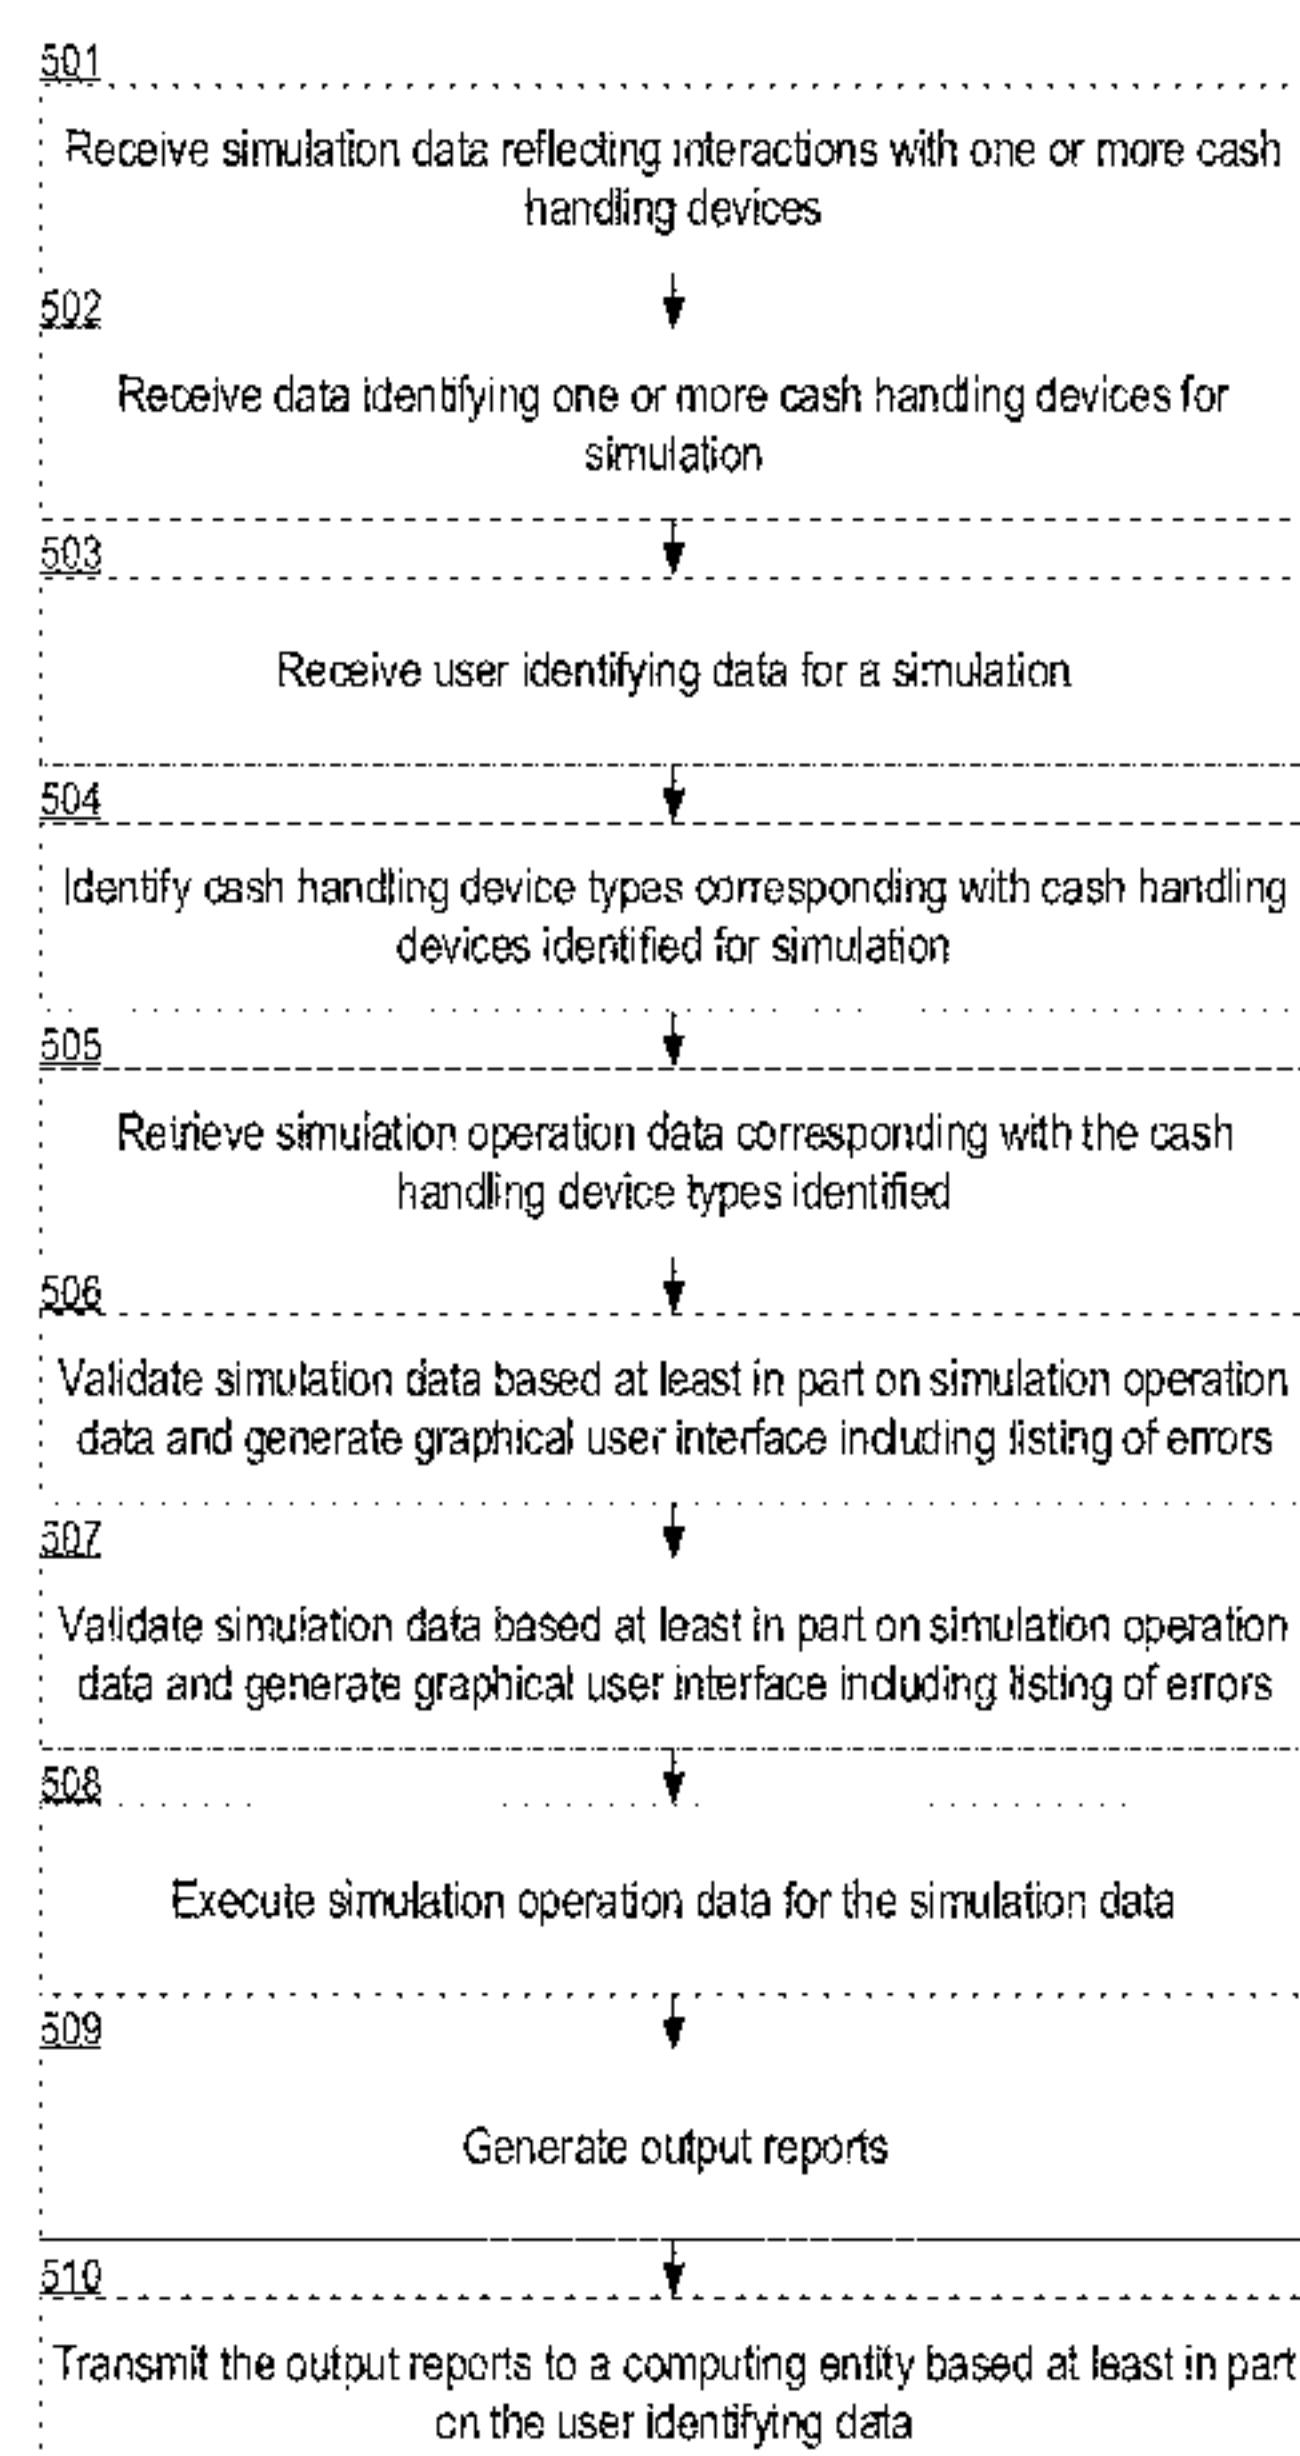 501
Receive simulation data reflecting interactions with one or more cash
handling devices
502
Receive data identifying one or more cash handling devices for
simulation
503
Receive user identifying data for a simulation
504
Identify cash handling device types corresponding with cash handling
devices identified for simulation
505
Retrieve simulation operation data corresponding with the cash
handling device types identified
506
Validate simulation data based at least in part on simulation operation
data and generate graphical user interface including listing of errors
507
Validate simulation data based at least in part on simulation operation
data and generate graphical user interface including listing of errors
508
Execute simulation operation data for the simulation data
509
Generate output reports
510
Transmit the output reports to a computing entity based at least in part
on the user identifying data